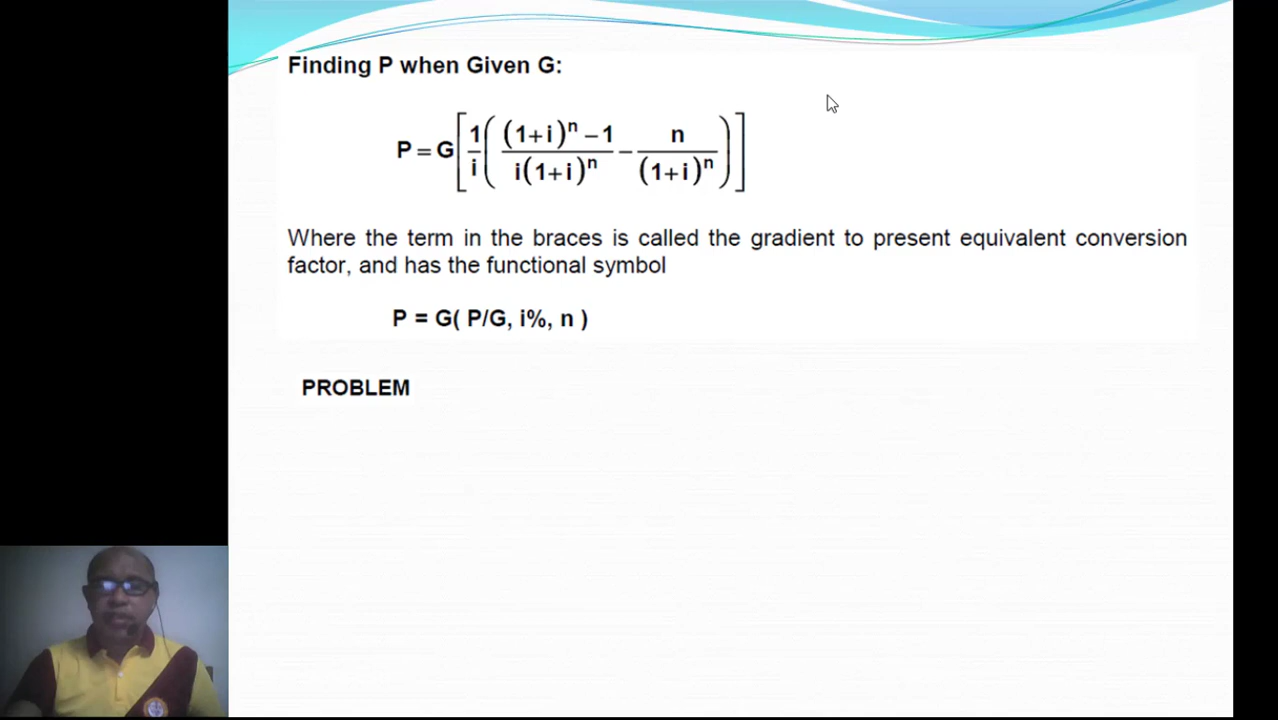 Finding P when Given G:
P = G[1/i((1+i)^n − 1/i(1+i)^n − n/(1+i)^n)]
Where the term in the braces is called the gradient to present equivalent conversion
factor, and has the functional symbol
P = G( P/G, i%, n )
PROBLEM